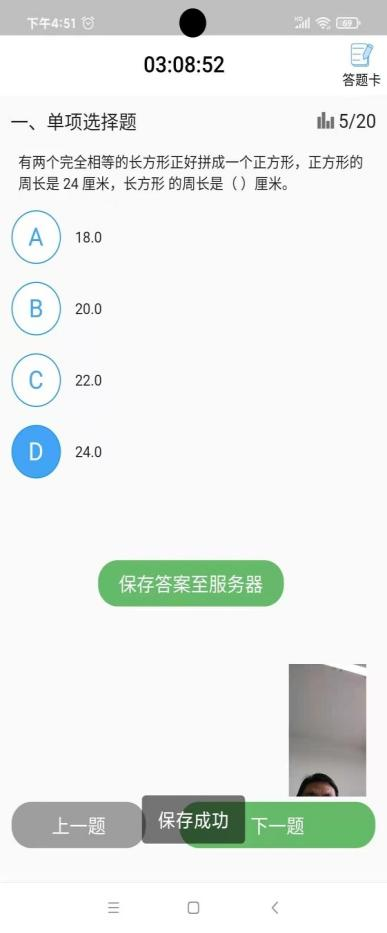 下午4:51
69
03:08:52
答题卡
一、单项选择题
5/20
有两个完全相等的长方形正好拼成一个正方形，正方形的
周长是 24 厘米，长方形 的周长是（ ）厘米。
A 18.0
B 20.0
C 22.0
D 24.0
保存答案至服务器
上一题
保存成功
下一题